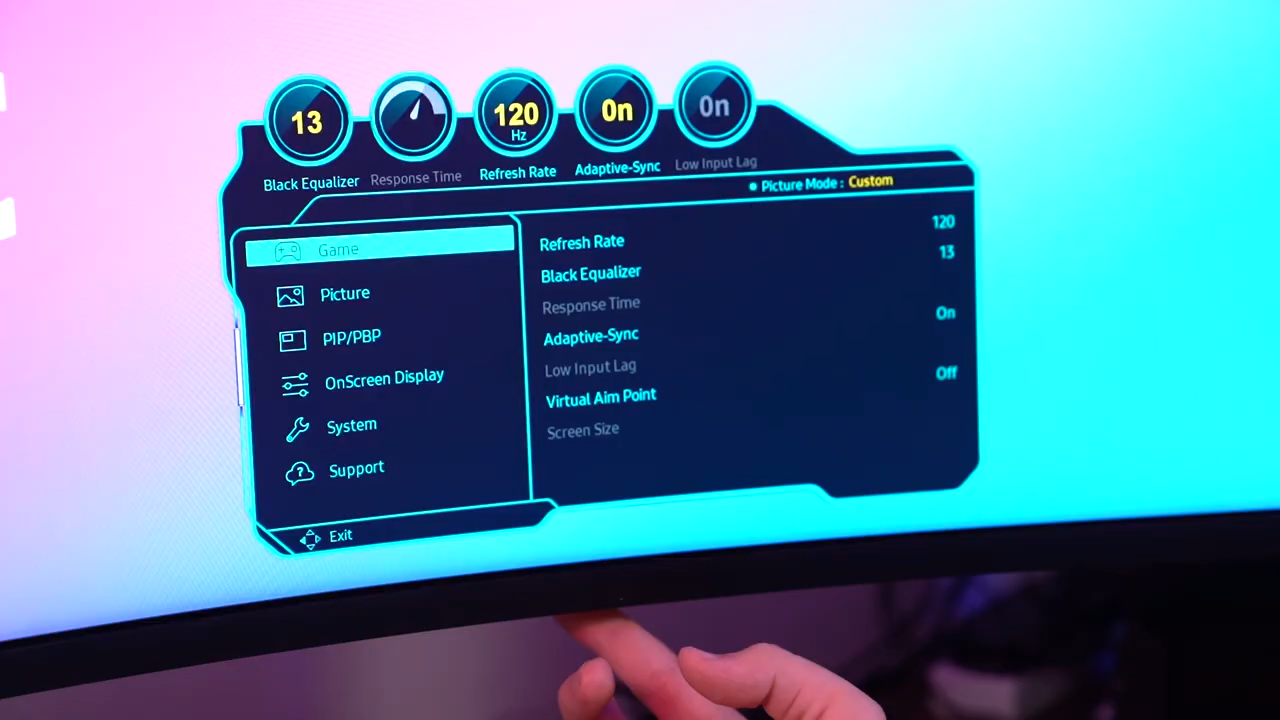 13
120
Hz
On
On
Black Equalizer
Response Time
Refresh Rate
Adaptive-Sync
Low Input Lag
Picture Mode : Custom
Game
Picture
PIP/PBP
OnScreen Display
System
Support
Refresh Rate 120
Black Equalizer 13
Response Time
Adaptive-Sync On
Low Input Lag
Virtual Aim Point Off
Screen Size
Exit